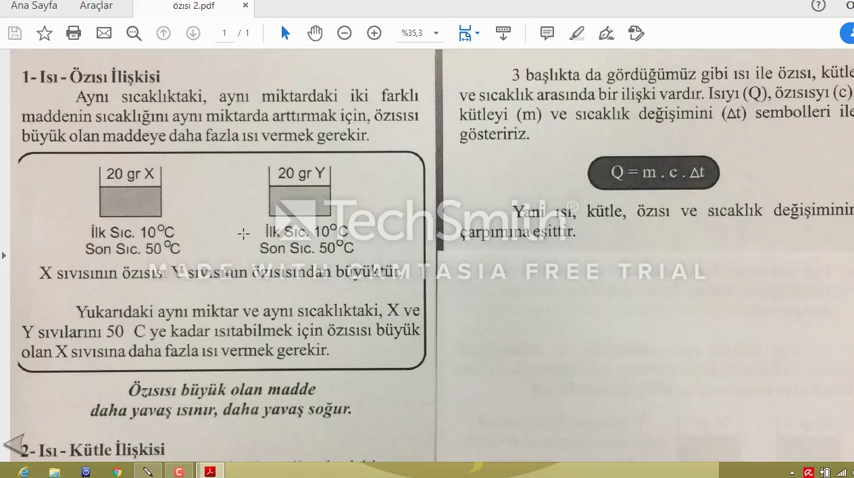 Ana Sayfa
Araçlar
özısı 2.pdf
×
1 / 1
%35,3
1- Isı - Özısı İlişkisi
Aynı sıcaklıktaki, aynı miktardaki iki farklı
maddenin sıcaklığını aynı miktarda arttırmak için, özısısı
büyük olan maddeye daha fazla ısı vermek gerekir.
20 gr X
20 gr Y
İlk Sıc. 10°C
Son Sıc. 50°C
İlk Sıc. 10°C
Son Sıc. 50°C
X sıvısının özısısı Y sıvısının özısısından büyüktür.
Yukarıdaki aynı miktar ve aynı sıcaklıktaki, X ve
Y sıvılarını 50 C ye kadar ısıtabilmek için özısısı büyük
olan X sıvısına daha fazla ısı vermek gerekir.
Özısısı büyük olan madde
daha yavaş ısınır, daha yavaş soğur.
2- Isı - Kütle İlişkisi
3 başlıkta da gördüğümüz gibi ısı ile özısı, kütle
ve sıcaklık arasında bir ilişki vardır. Isıyı (Q), özısısyı (c)
kütleyi (m) ve sıcaklık değişimini (Δt) sembolleri ile
gösteririz.
Q = m . c . Δt
Yani ısı, kütle, özısı ve sıcaklık değişiminin
çarpımına eşittir.
TechSmith®
MADE WITH CAMTASIA FREE TRIAL